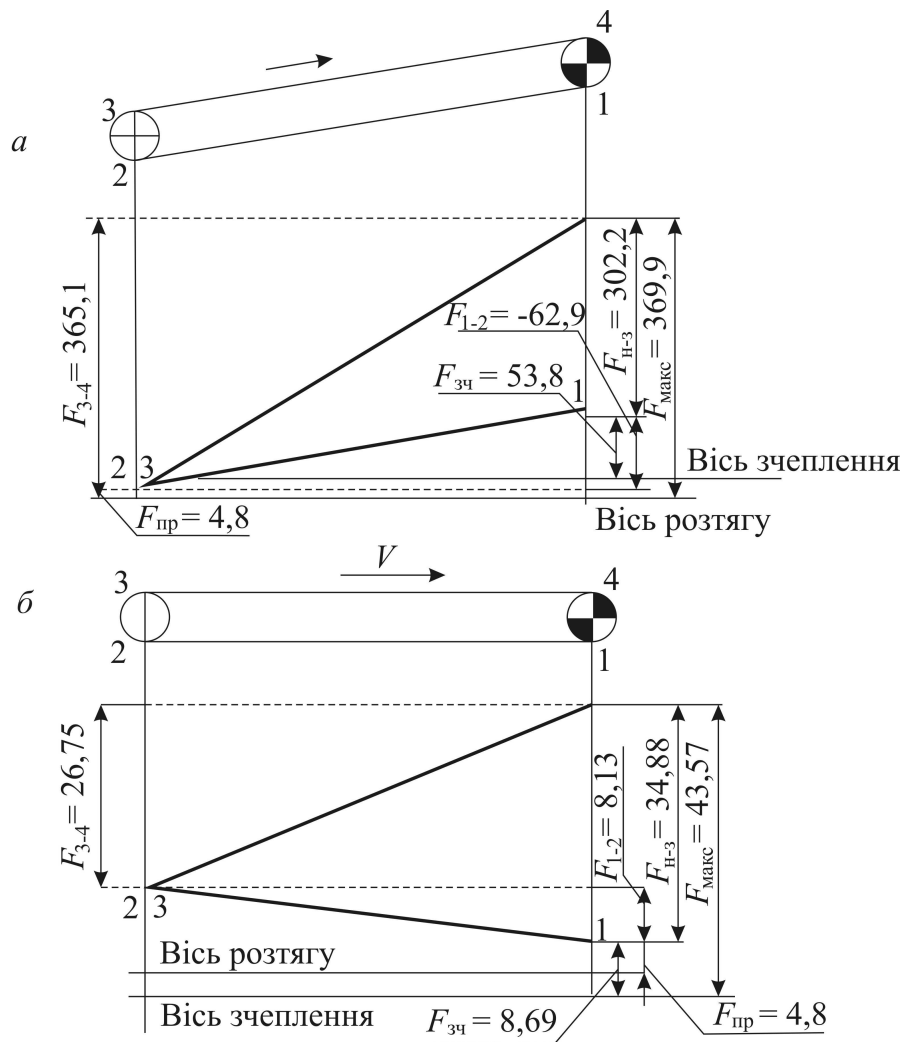 4
3
1
а
2
F3-4 = 365,1
F1-2 = -62,9
Fн-з = 302,2
Fмакс = 369,9
Fзч = 53,8
1
2 3
Вісь зчеплення
Fпр = 4,8
Вісь розтягу
V
3
4
б
2
1
F3-4 = 26,75
F1-2 = 8,13
Fн-з = 34,88
Fмакс = 43,57
2 3
1
Вісь розтягу
Вісь зчеплення
Fзч = 8,69
Fпр = 4,8